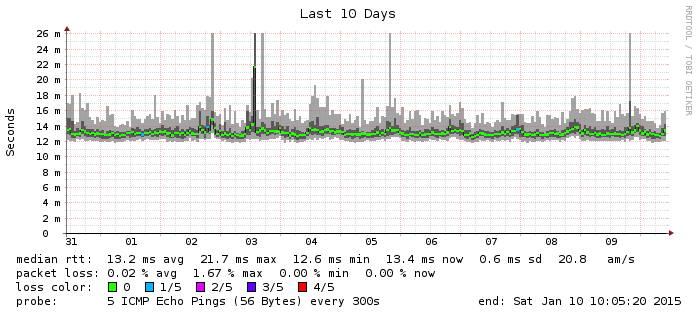 Last 10 Days
RRDTOOL / TOBI OETIKER
Seconds
26 m
24 m
22 m
20 m
18 m
16 m
14 m
12 m
10 m
8 m
6 m
4 m
2 m
0
31 01 02 03 04 05 06 07 08 09
median rtt: 13.2 ms avg 21.7 ms max 12.6 ms min 13.4 ms now 0.6 ms sd 20.8 am/s
packet loss: 0.02 % avg 1.67 % max 0.00 % min 0.00 % now
loss color: 0 1/5 2/5 3/5 4/5
probe: 5 ICMP Echo Pings (56 Bytes) every 300s end: Sat Jan 10 10:05:20 2015